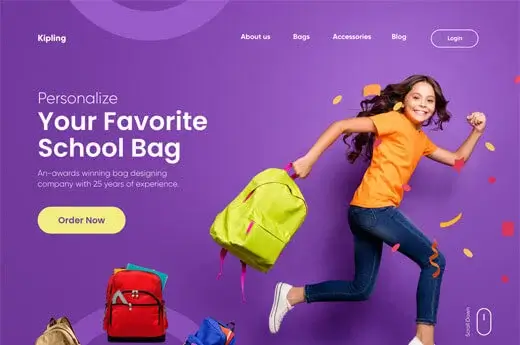 Kipling
About us
Bags
Accessories
Blog
Login
Personalize
Your Favorite
School Bag
An-awards winning bag designing
company with 25 years of experience.
Order Now
Scroll Down